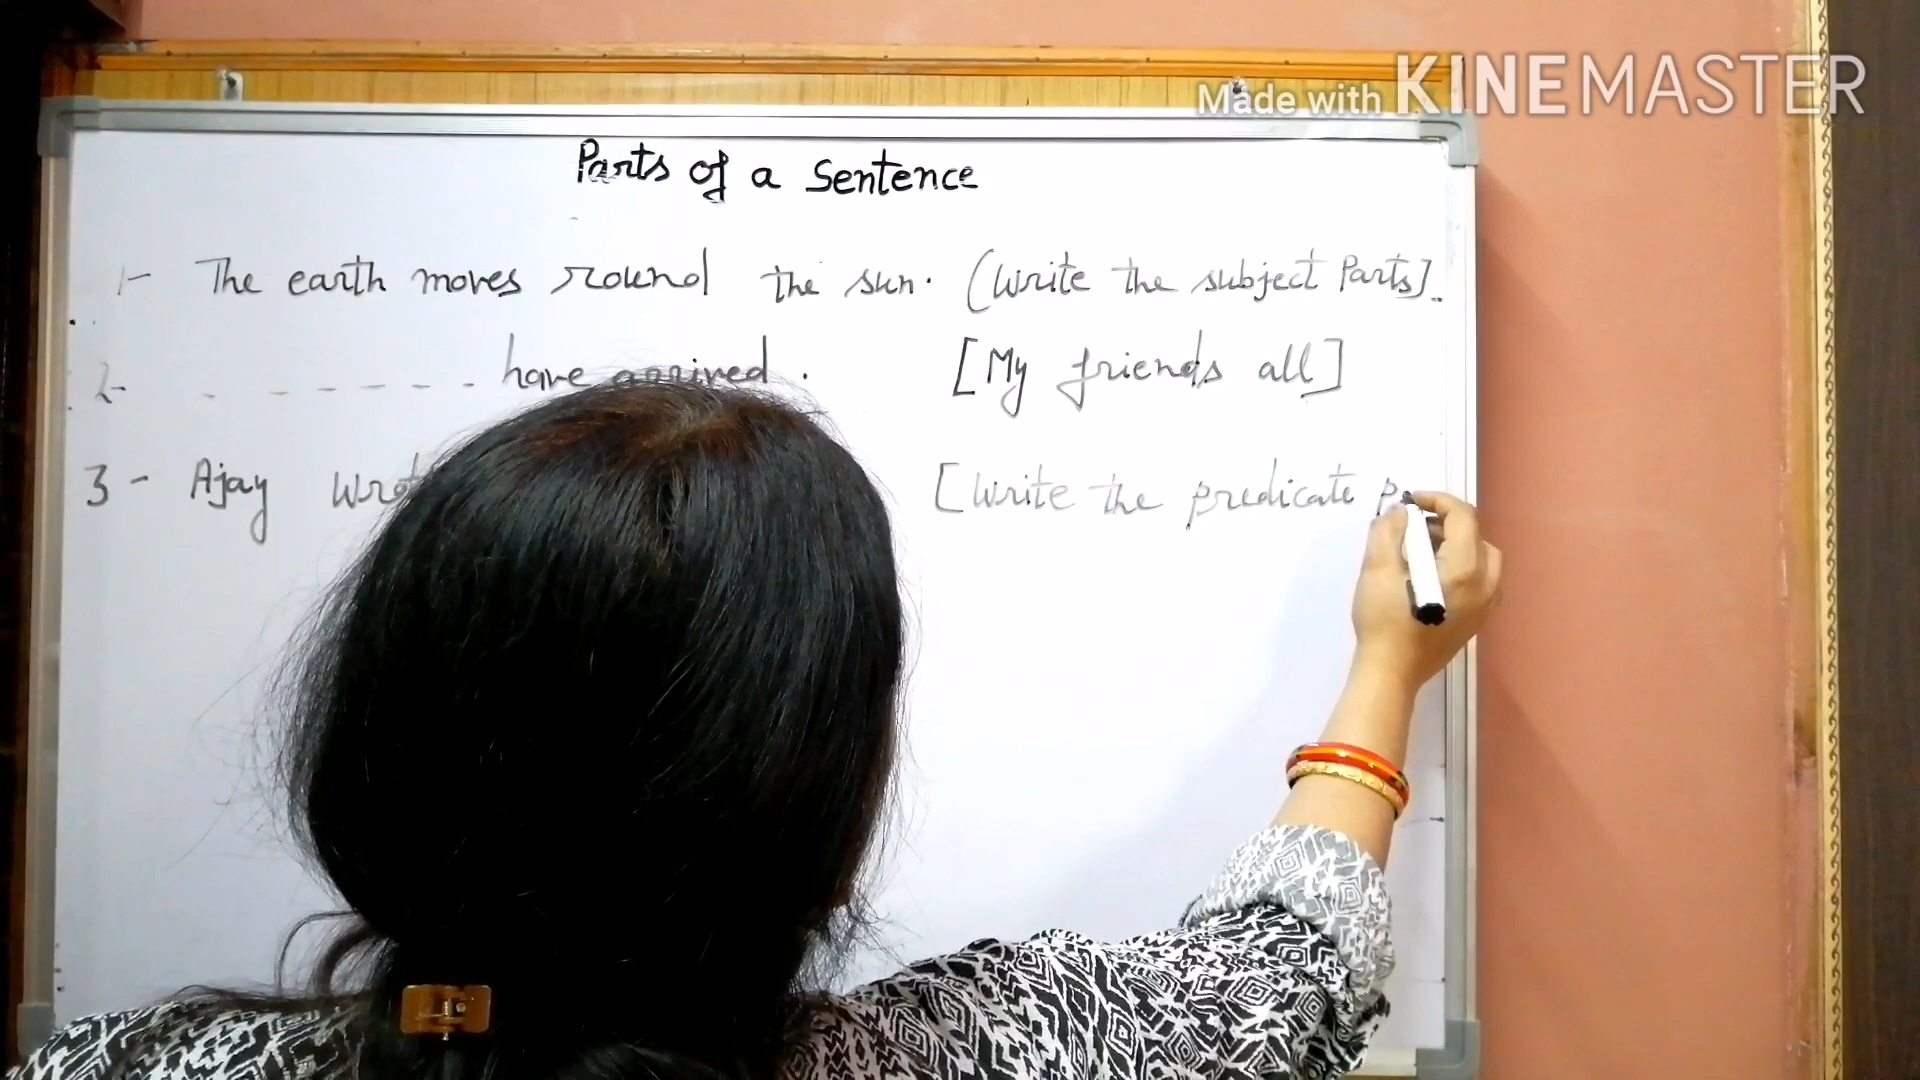 Made with KINEMASTER
Parts of a Sentence
1- The earth moves round the sun. (Write the subject Parts].
2- - - - - - - - have arrived. [My friends all]
3- Ajay [Write the predicate